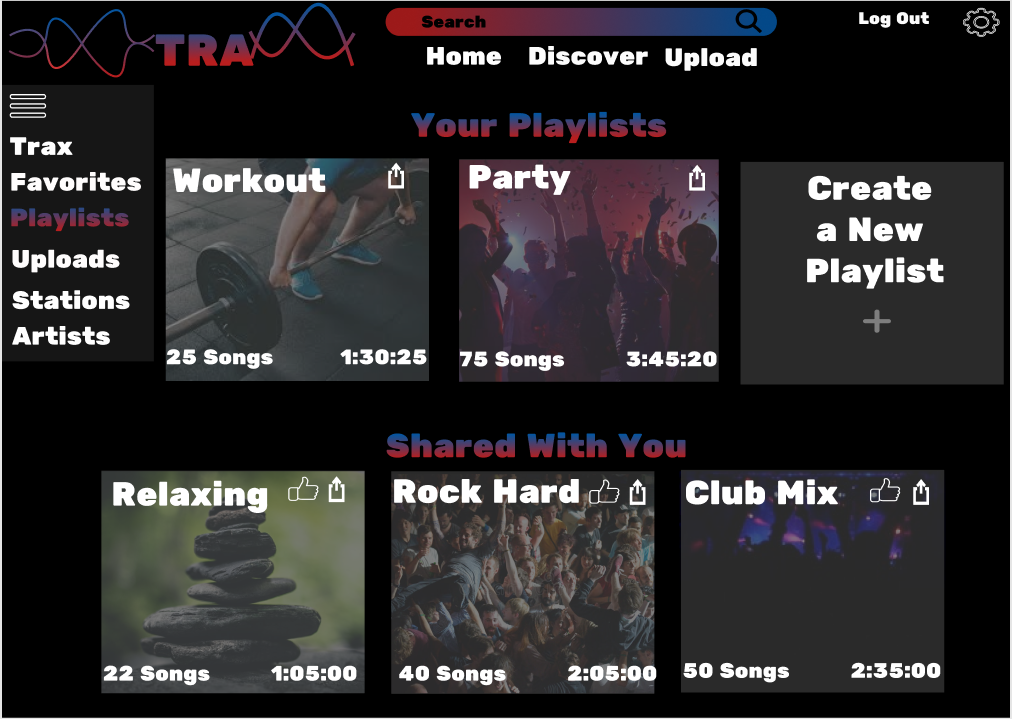 TRAX
Search
Log Out
Home Discover Upload
Trax
Favorites
Playlists
Uploads
Stations
Artists
Your Playlists
Workout
25 Songs 1:30:25
Party
75 Songs 3:45:20
Create
a New
Playlist
Shared With You
Relaxing
22 Songs 1:05:00
Rock Hard
40 Songs 2:05:00
Club Mix
50 Songs 2:35:00